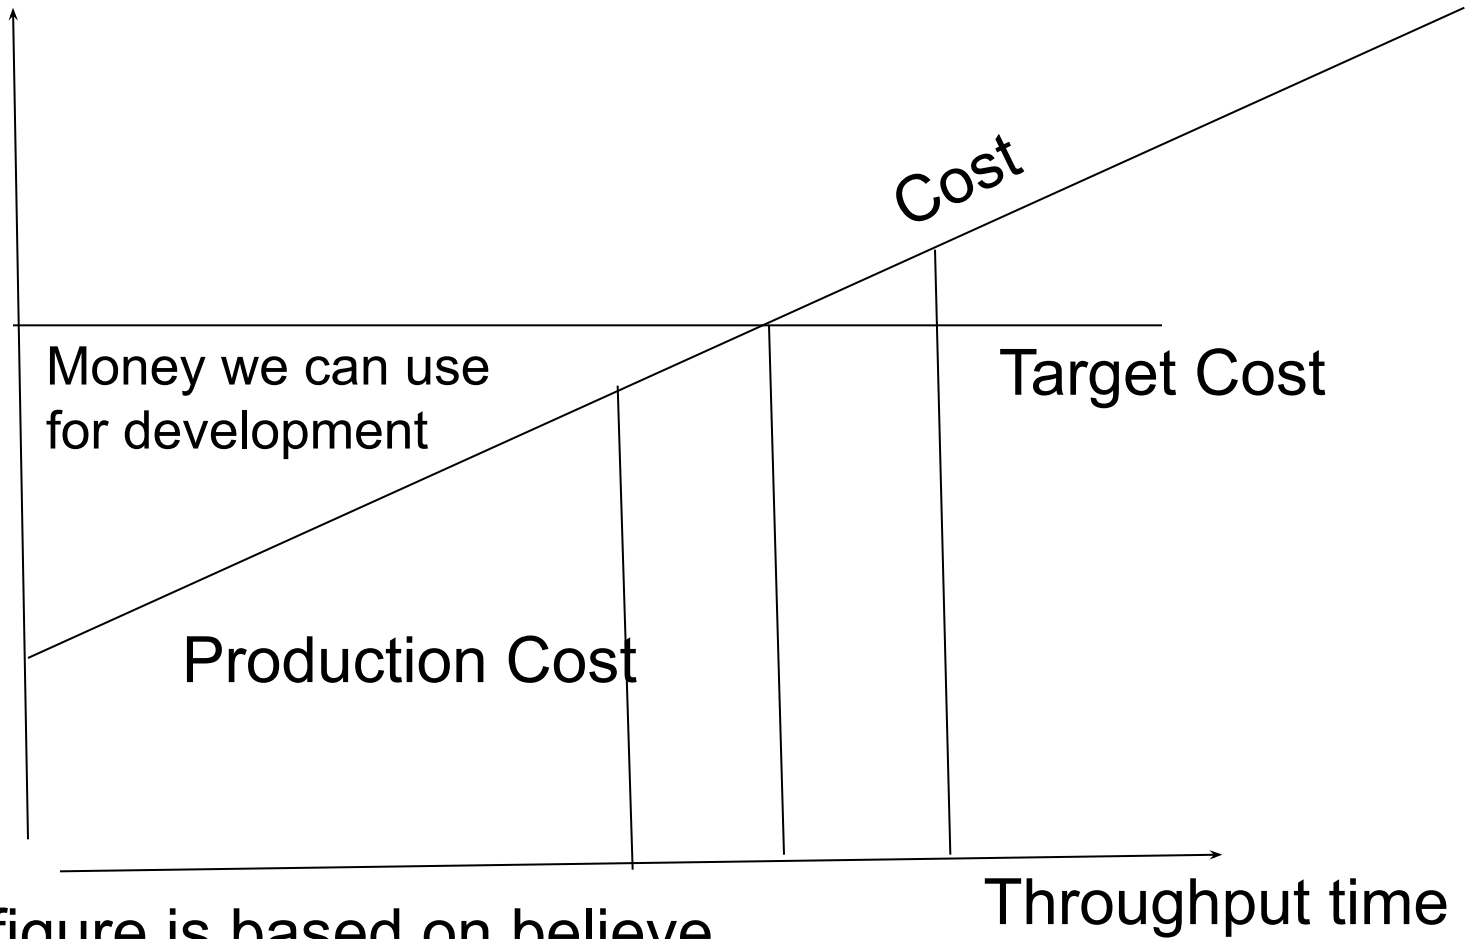 Cost
Money we can use
for development
Target Cost
Production Cost
Throughput time
figure is based on believe